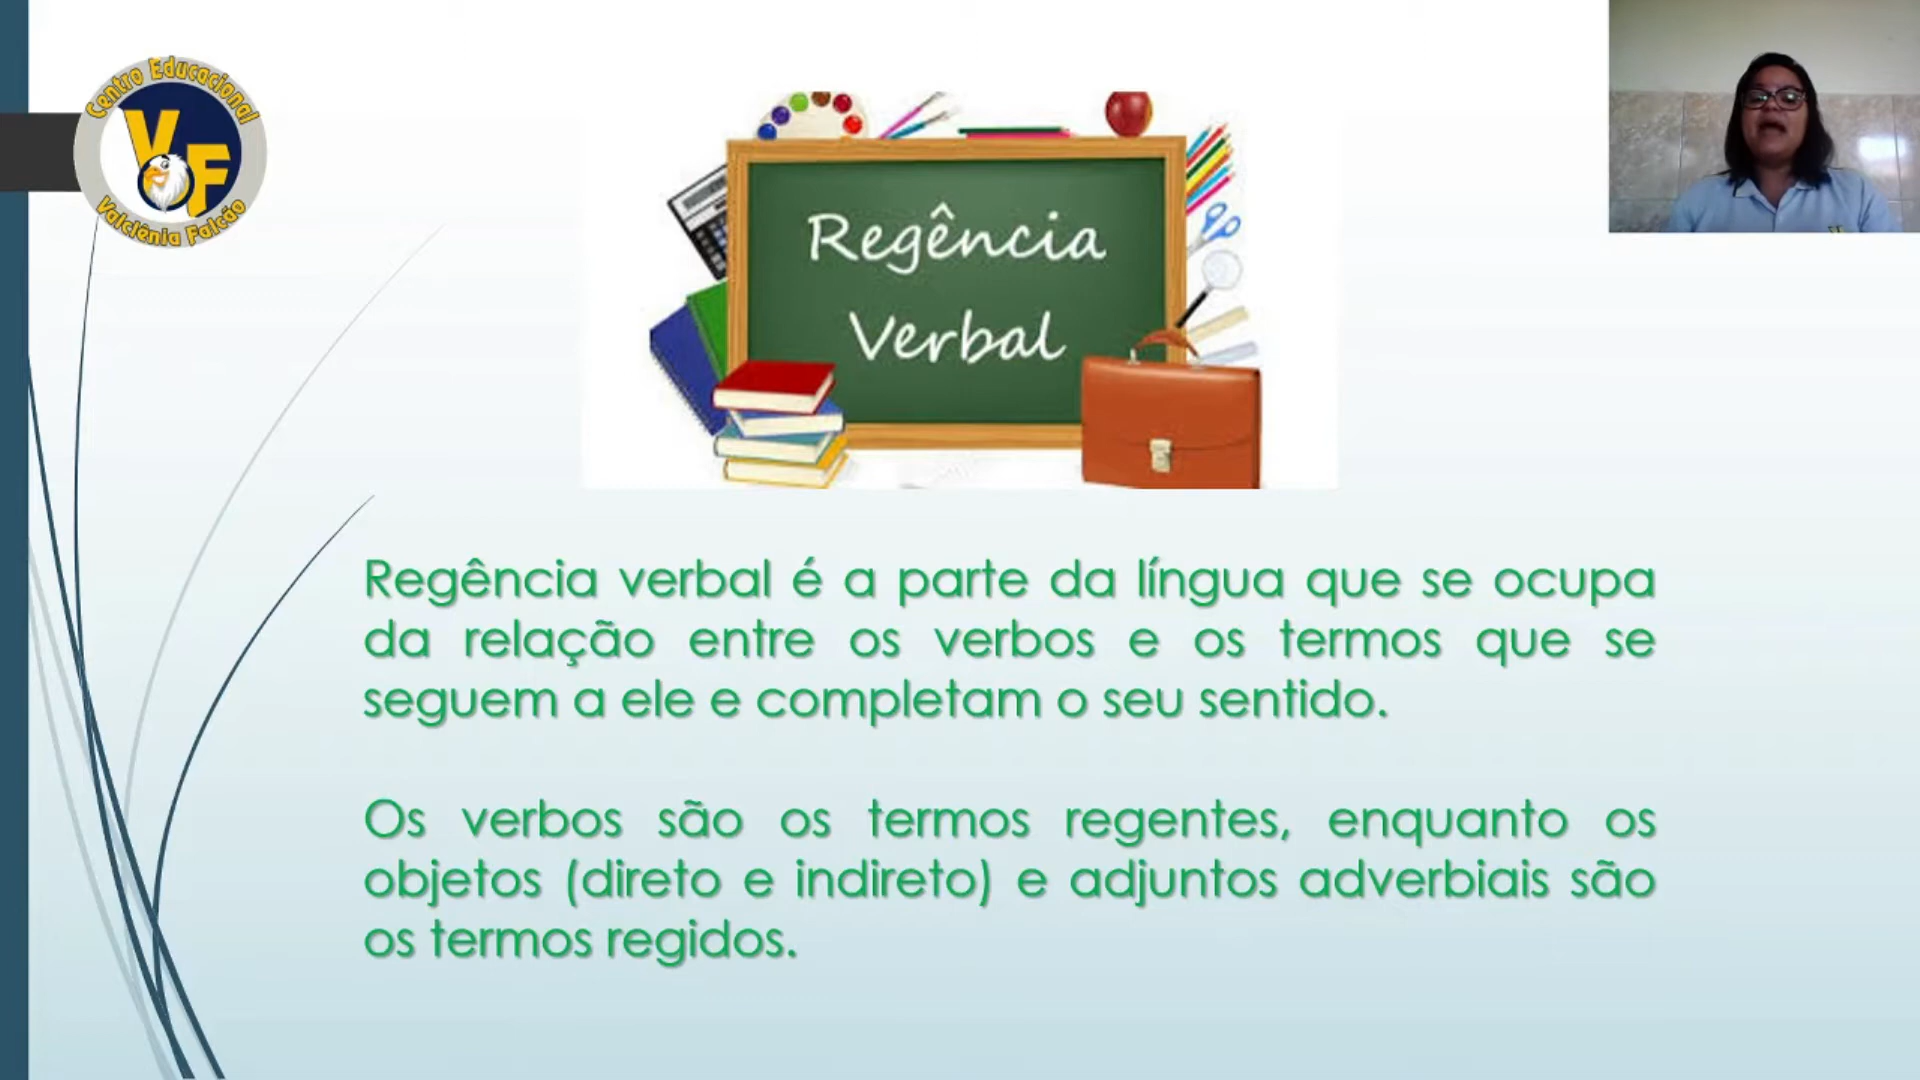 Centro Educacional
VF
Valciênia Falcão
Regência
Verbal
Regência verbal é a parte da língua que se ocupa
da relação entre os verbos e os termos que se
seguem a ele e completam o seu sentido.
Os verbos são os termos regentes, enquanto os
objetos (direto e indireto) e adjuntos adverbiais são
os termos regidos.